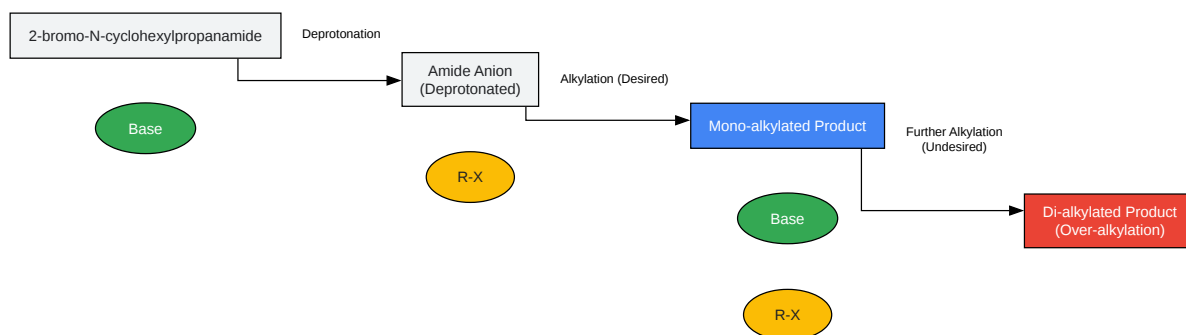 2-bromo-N-cyclohexylpropanamide
Deprotonation
Base
Amide Anion
(Deprotonated)
Alkylation (Desired)
R-X
Mono-alkylated Product
Further Alkylation
(Undesired)
Base
R-X
Di-alkylated Product
(Over-alkylation)